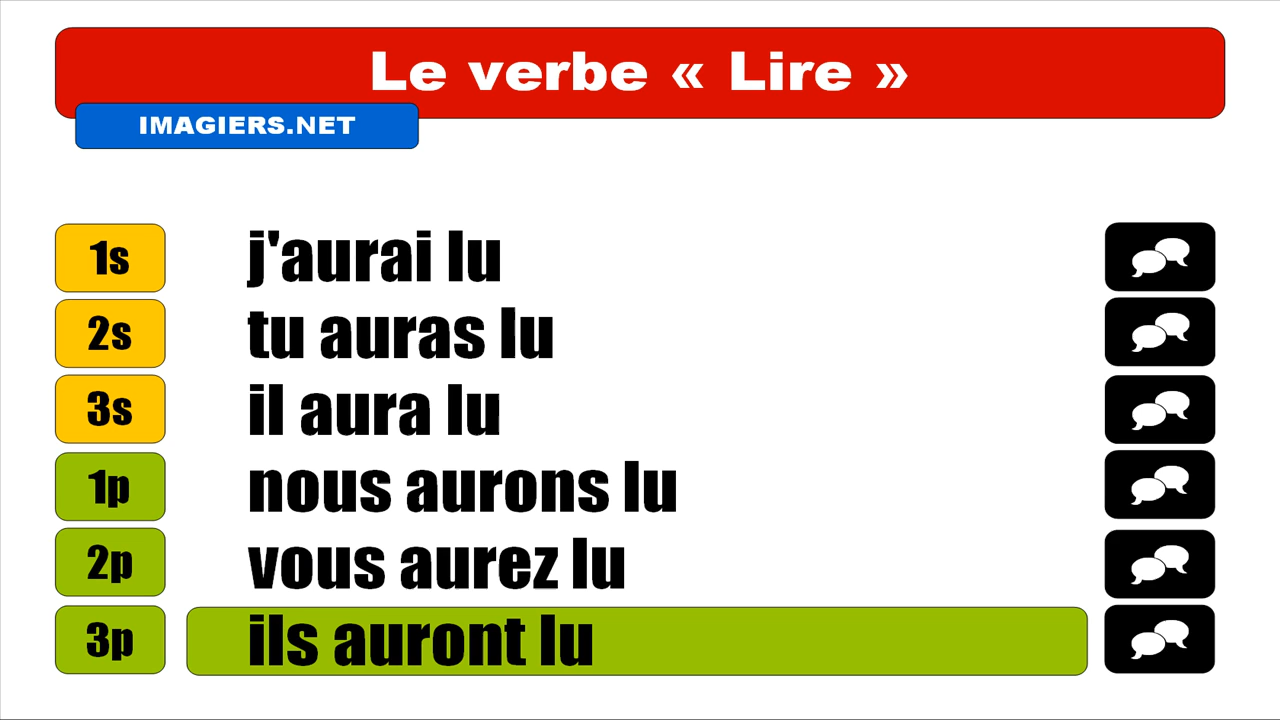 Le verbe « Lire »
IMAGIERS.NET
1s j'aurai lu
2s tu auras lu
3s il aura lu
1p nous aurons lu
2p vous aurez lu
3p ils auront lu